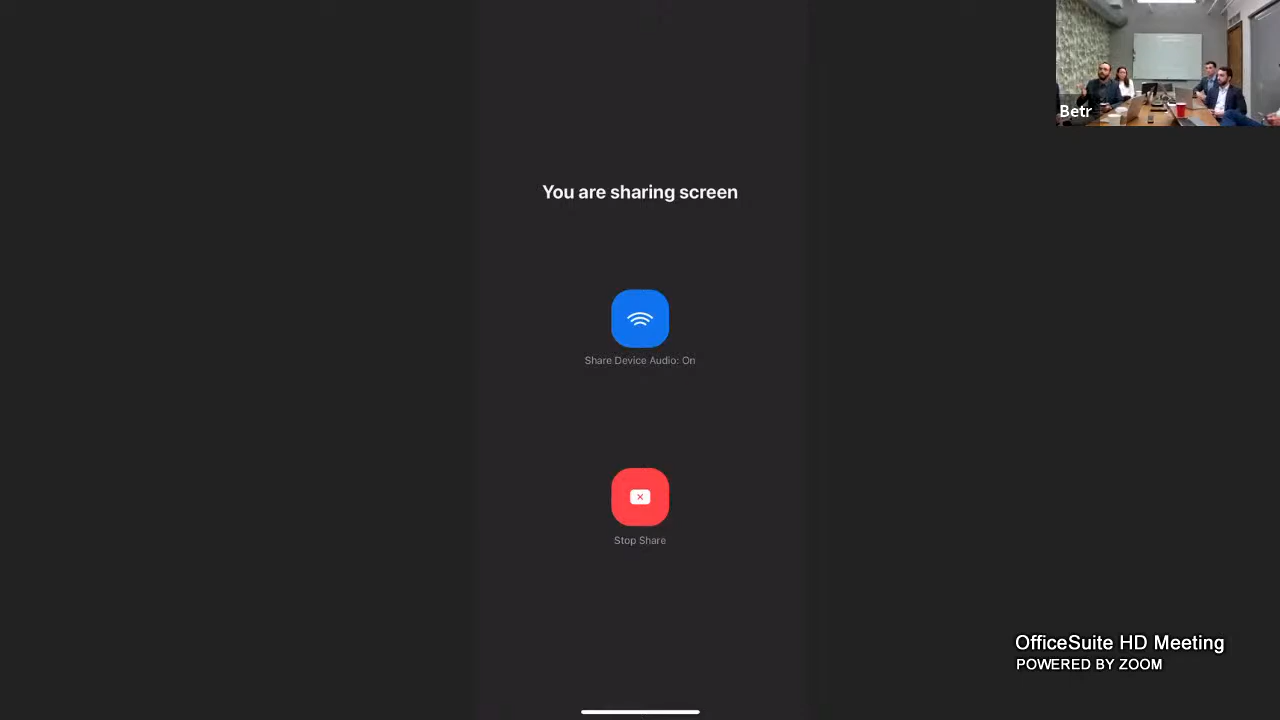 Betr
You are sharing screen
Share Device Audio: On
Stop Share
OfficeSuite HD Meeting
POWERED BY ZOOM